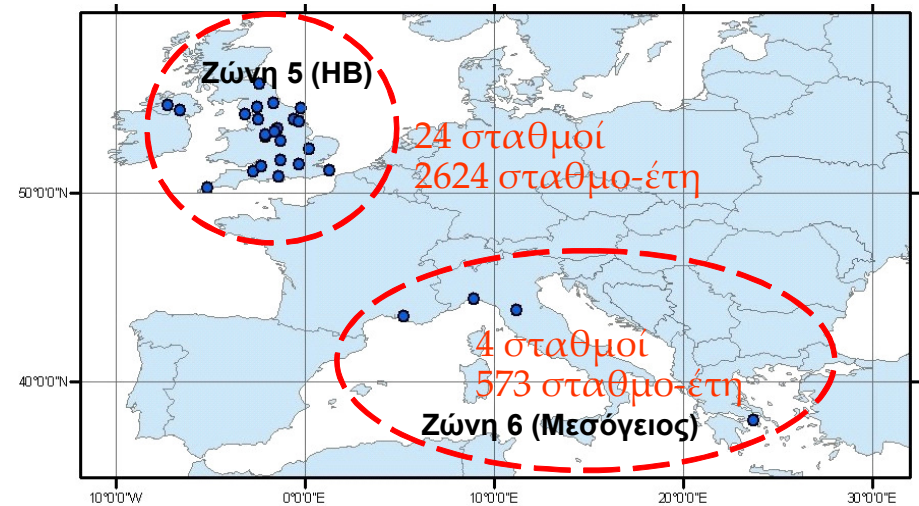 Ζώνη 5 (ΗΒ)
24 σταθμοί
2624 σταθμο-έτη
50°0'0"N
4 σταθμοί
573 σταθμο-έτη
40°0'0"N
Ζώνη 6 (Μεσόγειος)
10°0'0"W 0°0'0"E 10°0'0"E 20°0'0"E 30°0'0"E